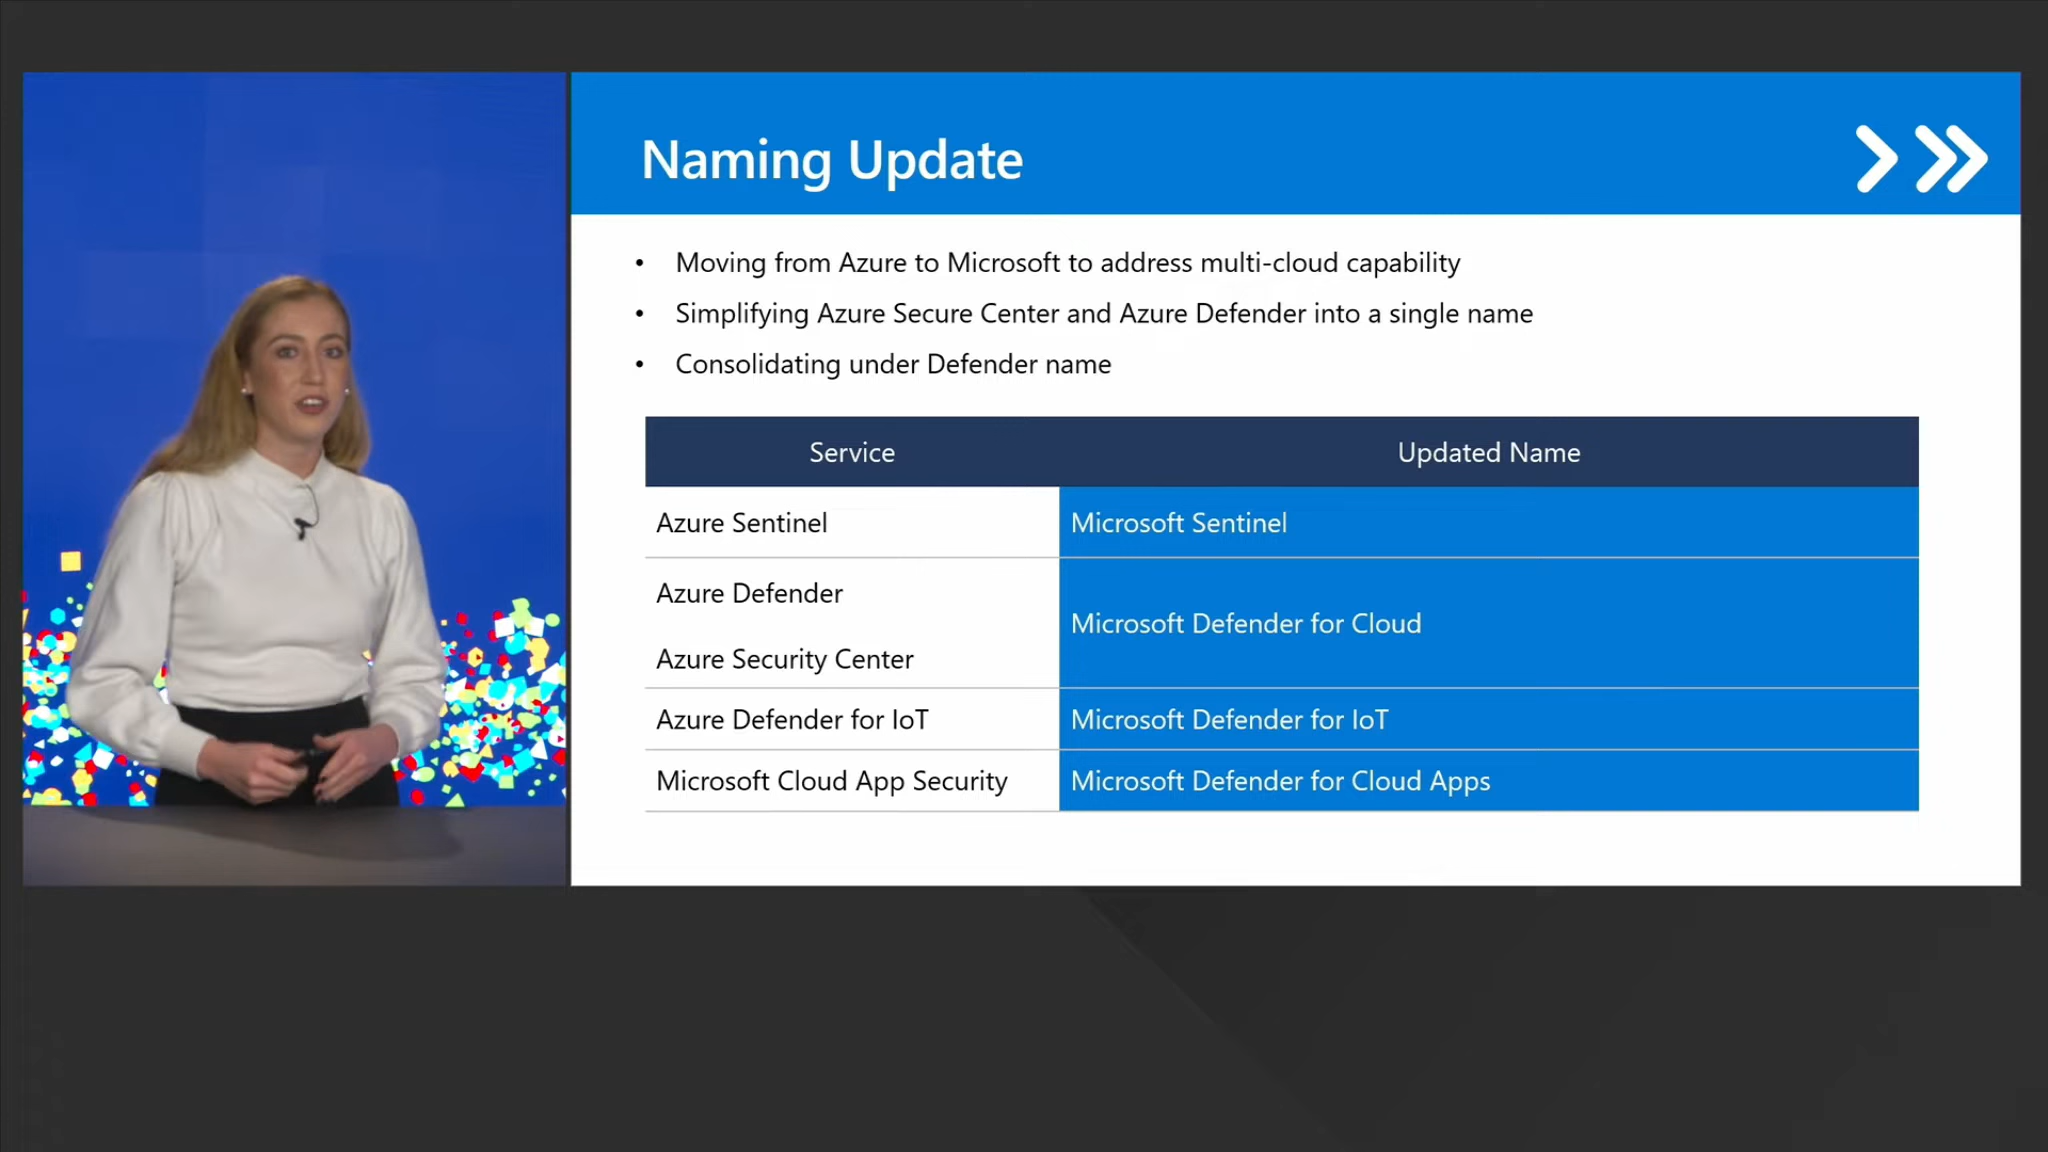 Naming Update
• Moving from Azure to Microsoft to address multi-cloud capability
• Simplifying Azure Secure Center and Azure Defender into a single name
• Consolidating under Defender name
Service Updated Name
Azure Sentinel Microsoft Sentinel
Azure Defender
Microsoft Defender for Cloud
Azure Security Center
Azure Defender for IoT Microsoft Defender for IoT
Microsoft Cloud App Security Microsoft Defender for Cloud Apps